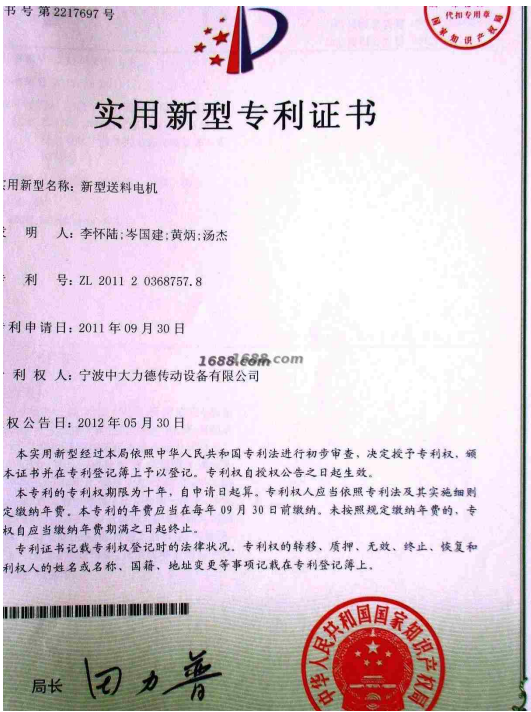 书号第2217697号
代扣专用章
国家知识产权局
实用新型专利证书
实用新型名称：新型送料电机
发明人：李怀陆;岑国建;黄炳;汤杰
专利号：ZL 2011 2 0368757.8
专利申请日：2011年09月30日
1688.com
1688.com
专利权人：宁波中大力德传动设备有限公司
权公告日：2012年05月30日
本实用新型经过本局依照中华人民共和国专利法进行初步审查，决定授予专利权，颁
本证书并在专利登记簿上予以登记。专利权自授权公告之日起生效。
本专利的专利权期限为十年，自申请日起算。专利权人应当依照专利法及其实施细则
定缴纳年费。本专利的年费应当在每年09月30日前缴纳。未按照规定缴纳年费的，专
权自应当缴纳年费期满之日起终止。
专利证书记载专利权登记时的法律状况。专利权的转移、质押、无效、终止、恢复和
利权人的姓名或名称、国籍、地址变更等事项记载在专利登记簿上。
局长
田力普
中华人民共和国国家知识产权局